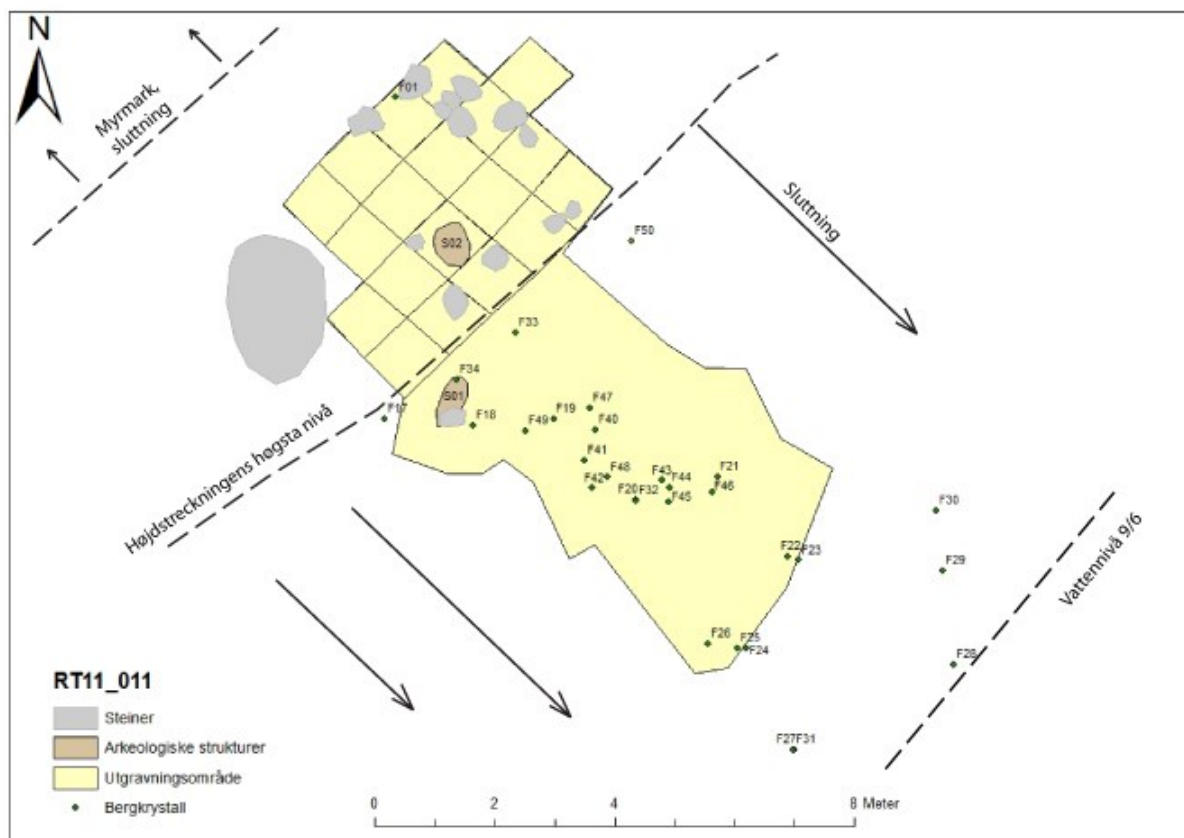 N
Myrmark,
sluttning
F01
Sluttning
S02
F50
F33
F34
S01
F17
F18
F49
F19
F47
F40
F41
F42
F48
F43
F44
F20
F32
F45
F21
F46
F22
F23
F30
F29
F28
F26
F25
F24
F27F31
Højdstreckningens høgsta nivå
Vattennivå 9/6
RT11_011
Steiner
Arkeologiske strukturer
Utgravningsområde
Bergkrystall
0 2 4 8 Meter